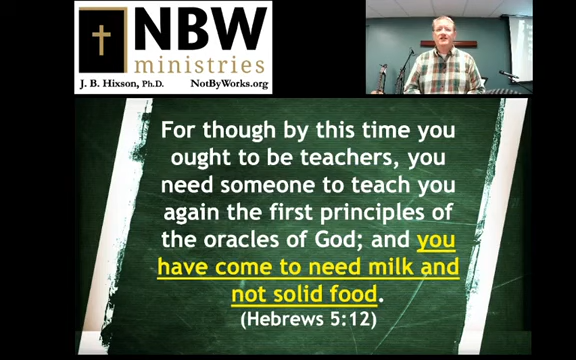 NBW
ministries
J. B. Hixson, Ph.D. NotByWorks.org
For though by this time you
ought to be teachers, you
need someone to teach you
again the first principles of
the oracles of God; and you
have come to need milk and
not solid food.
(Hebrews 5:12)